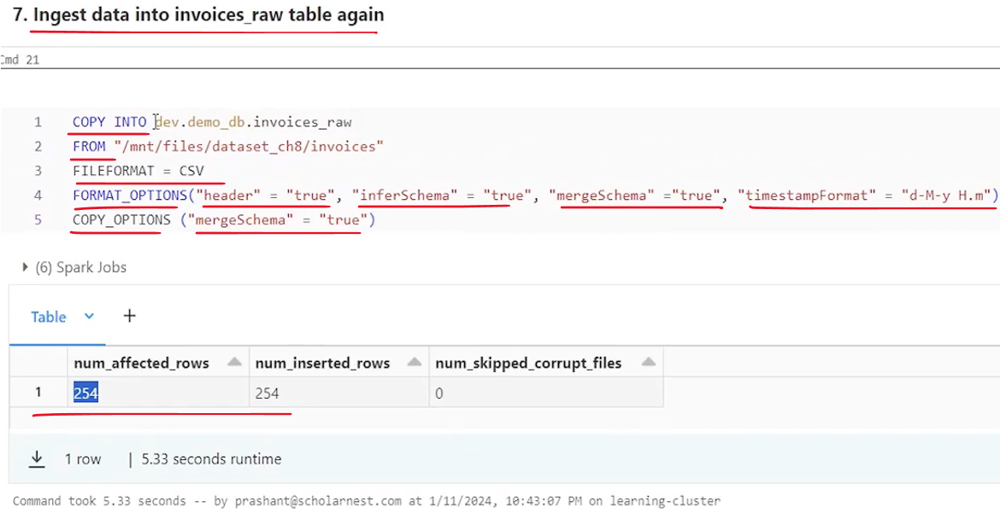 7. Ingest data into invoices_raw table again
Cmd 21
1 COPY INTO dev.demo_db.invoices_raw
2 FROM "/mnt/files/dataset_ch8/invoices"
3 FILEFORMAT = CSV
4 FORMAT_OPTIONS("header" = "true", "inferSchema" = "true", "mergeSchema" ="true", "timestampFormat" = "d-M-y H.m")
5 COPY_OPTIONS ("mergeSchema" = "true")
(6) Spark Jobs
Table +
num_affected_rows num_inserted_rows num_skipped_corrupt_files
1 254 254 0
1 row | 5.33 seconds runtime
Command took 5.33 seconds -- by prashant@scholarnest.com at 1/11/2024, 10:43:07 PM on learning-cluster